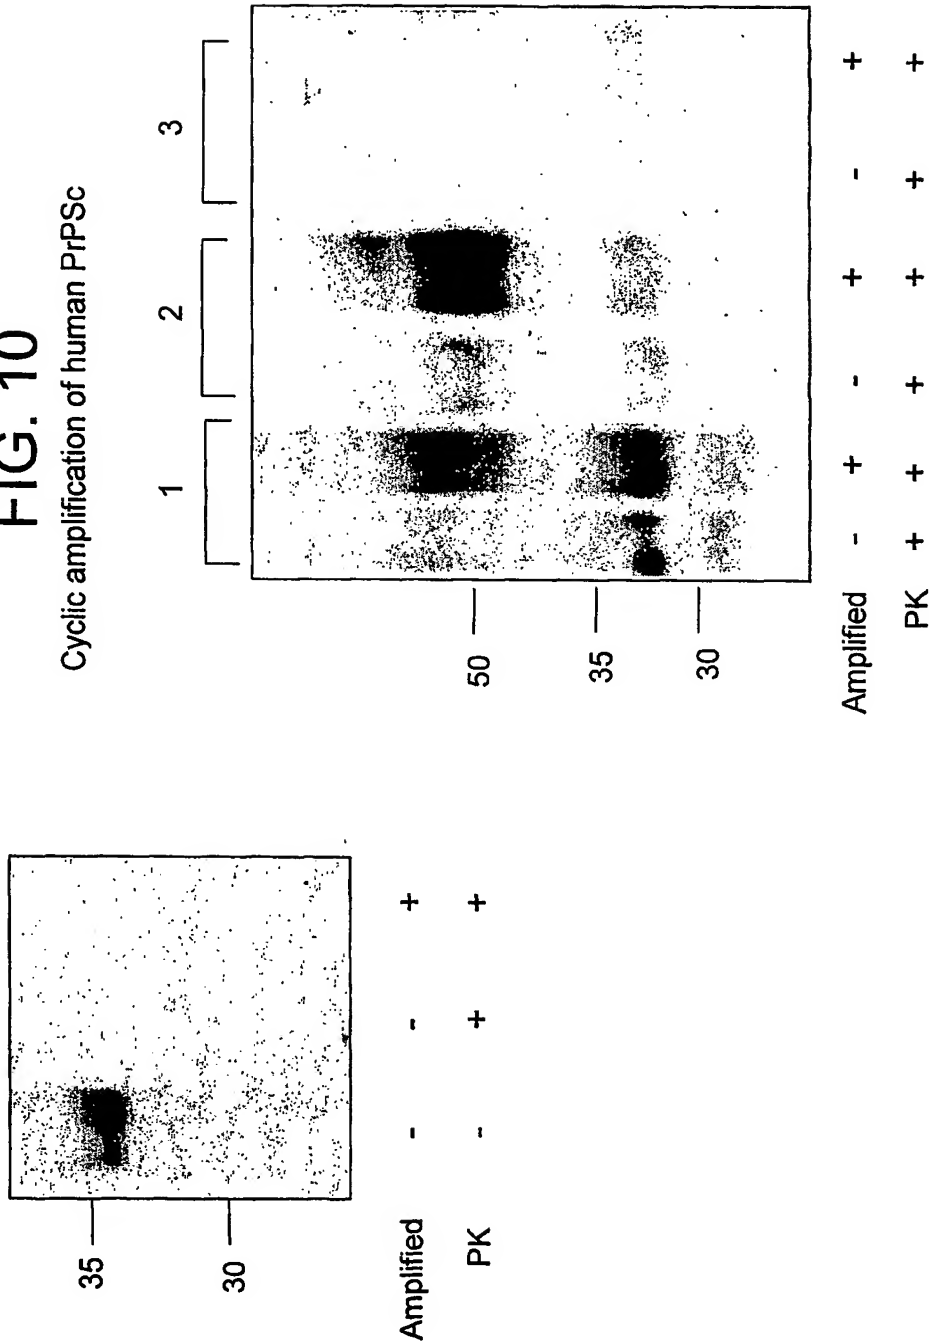 FIG. 10
Cyclic amplification of human PrPSc
35
30
Amplified - - +
PK - + +
1 2 3
50
35
30
Amplified - + - + - +
PK + + + + + +